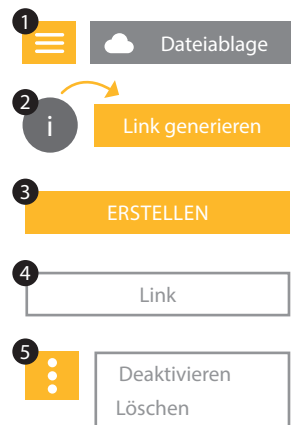 1
Dateiablage
2
i
Link generieren
3
ERSTELLEN
4
Link
5
Deaktivieren
Löschen